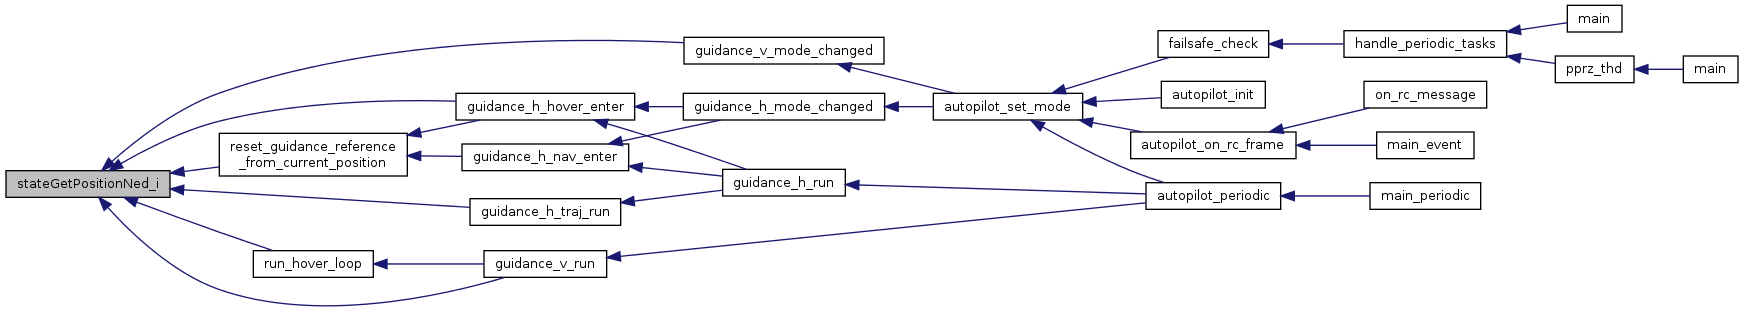 main
guidance_v_mode_changed
failsafe_check
handle_periodic_tasks
pprz_thd
main
guidance_h_hover_enter
guidance_h_mode_changed
autopilot_set_mode
autopilot_init
on_rc_message
reset_guidance_reference
_from_current_position
guidance_h_nav_enter
autopilot_on_rc_frame
main_event
stateGetPositionNed_i
guidance_h_run
autopilot_periodic
main_periodic
guidance_h_traj_run
run_hover_loop
guidance_v_run